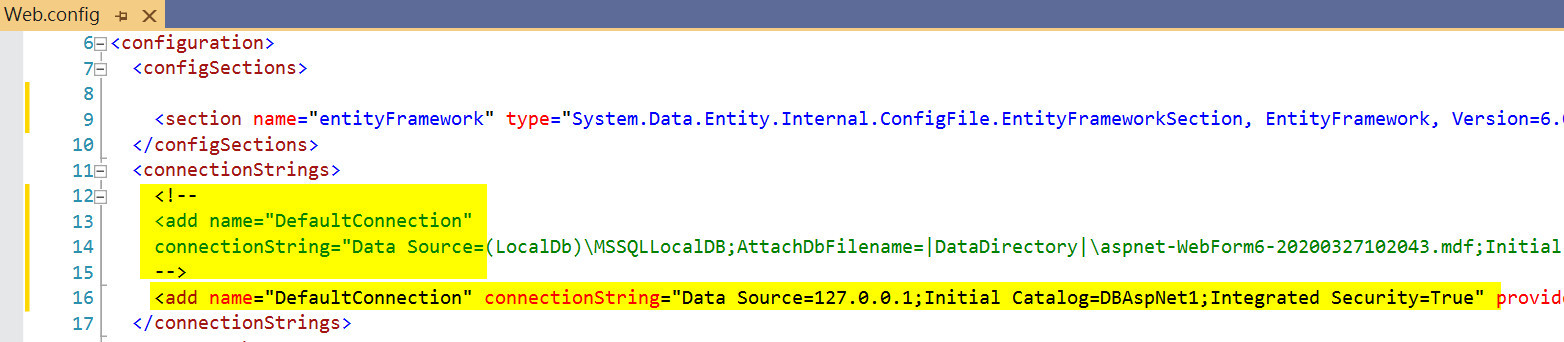 Web.config
6 <configuration>
7 <configSections>
8
9 <section name="entityFramework" type="System.Data.Entity.Internal.ConfigFile.EntityFrameworkSection, EntityFramework, Version=6.
10 </configSections>
11 <connectionStrings>
12 <!--
13 <add name="DefaultConnection"
14 connectionString="Data Source=(LocalDb)\MSSQLLocalDB;AttachDbFilename=|DataDirectory|\aspnet-WebForm6-20200327102043.mdf;Initial
15 -->
16 <add name="DefaultConnection" connectionString="Data Source=127.0.0.1;Initial Catalog=DBAspNet1;Integrated Security=True" provide
17 </connectionStrings>